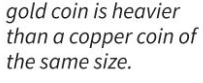 gold coin is heavier
than a copper coin of
the same size.